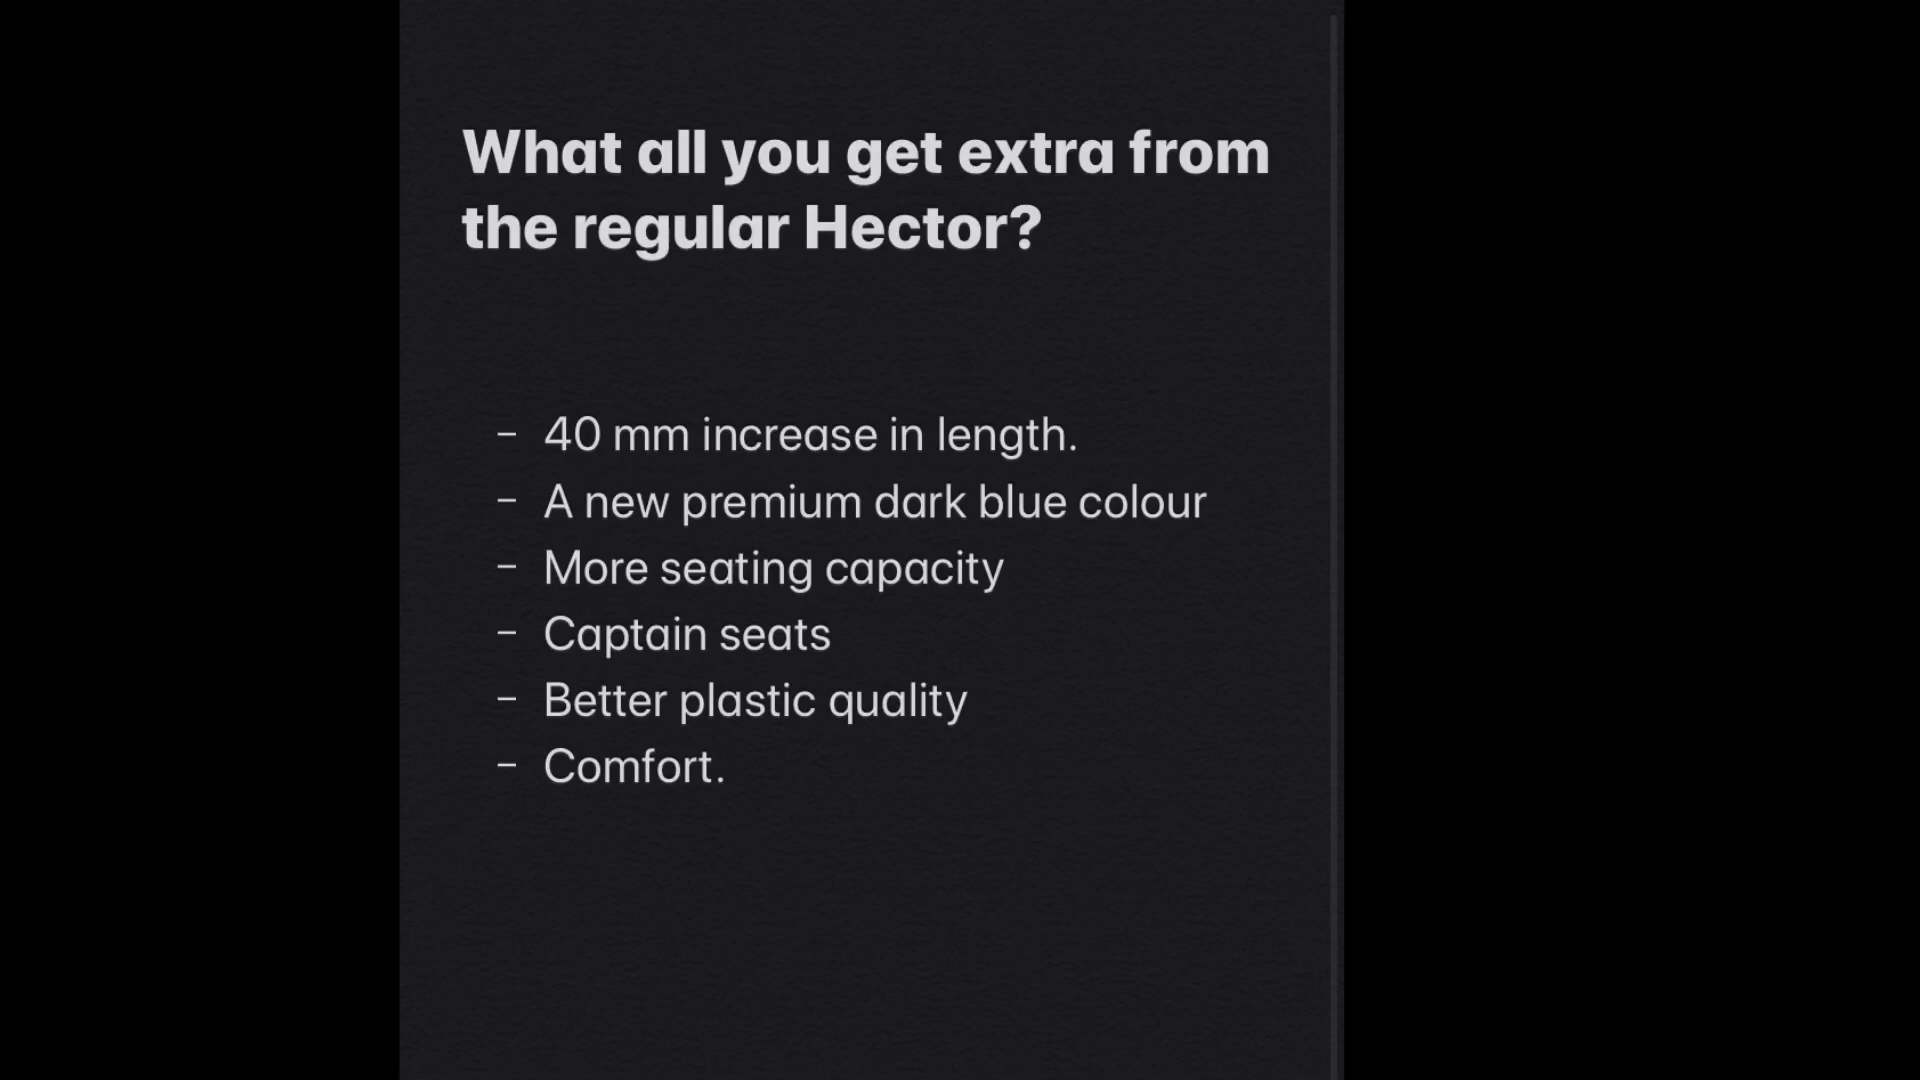 What all you get extra from
the regular Hector?
– 40 mm increase in length.
– A new premium dark blue colour
– More seating capacity
– Captain seats
– Better plastic quality
– Comfort.